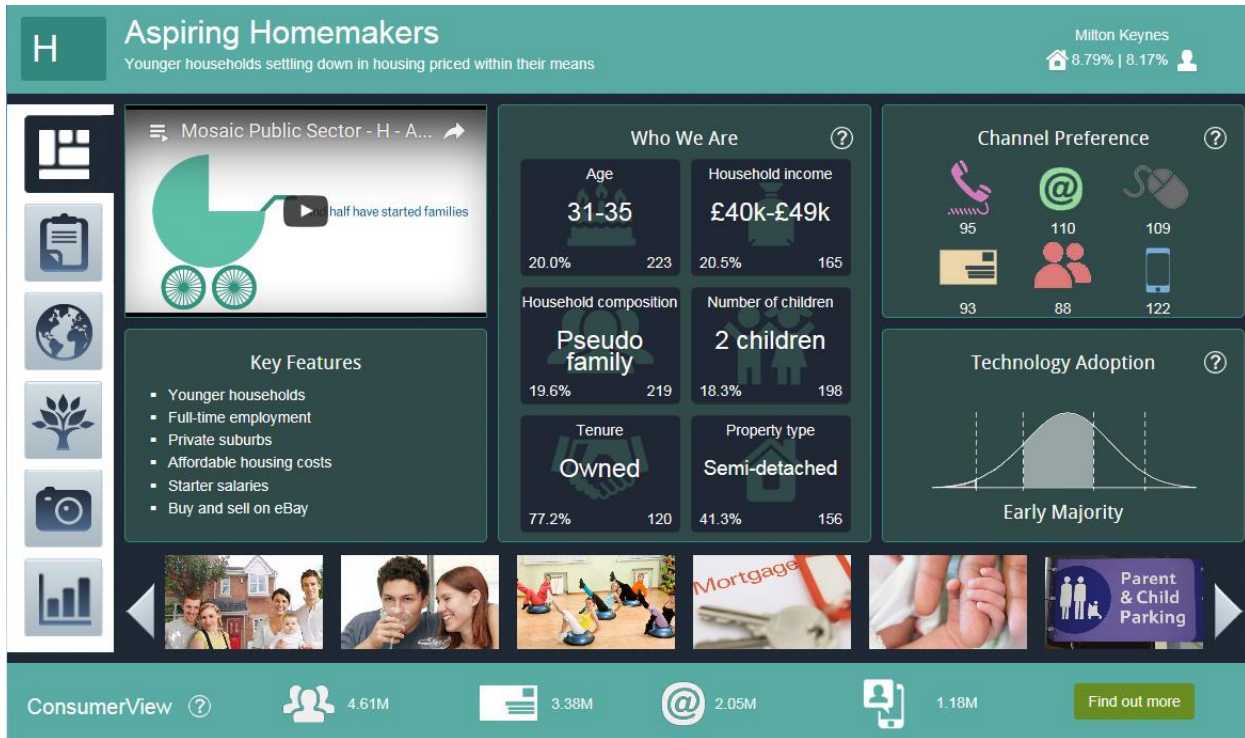 H
Aspiring Homemakers
Younger households settling down in housing priced within their means
Milton Keynes
8.79% | 8.17%
Mosaic Public Sector - H - A...
half have started families
Key Features
Younger households
Full-time employment
Private suburbs
Affordable housing costs
Starter salaries
Buy and sell on eBay
Who We Are ?
Age
31-35
20.0% 223
Household income
£40k-£49k
20.5% 165
Household composition
Pseudo
family
19.6% 219
Number of children
2 children
18.3% 198
Tenure
Owned
77.2% 120
Property type
Semi-detached
41.3% 156
Channel Preference ?
@
95 110 109
93 88 122
Technology Adoption ?
Early Majority
Mortgage
Parent
& Child
Parking
ConsumerView ? 4.61M 3.38M @ 2.05M 1.18M Find out more